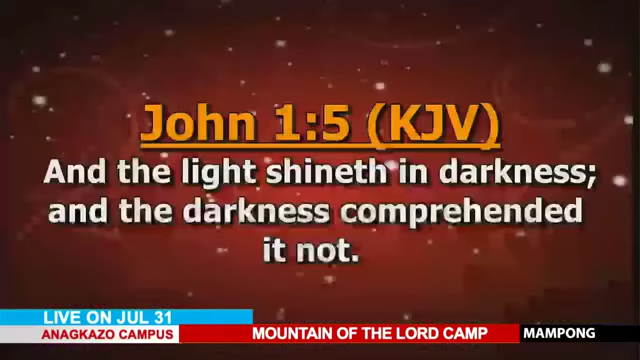 John 1:5 (KJV)
And the light shineth in darkness;
and the darkness comprehended
it not.
LIVE ON JUL 31
ANAGKAZO CAMPUS MOUNTAIN OF THE LORD CAMP MAMPONG